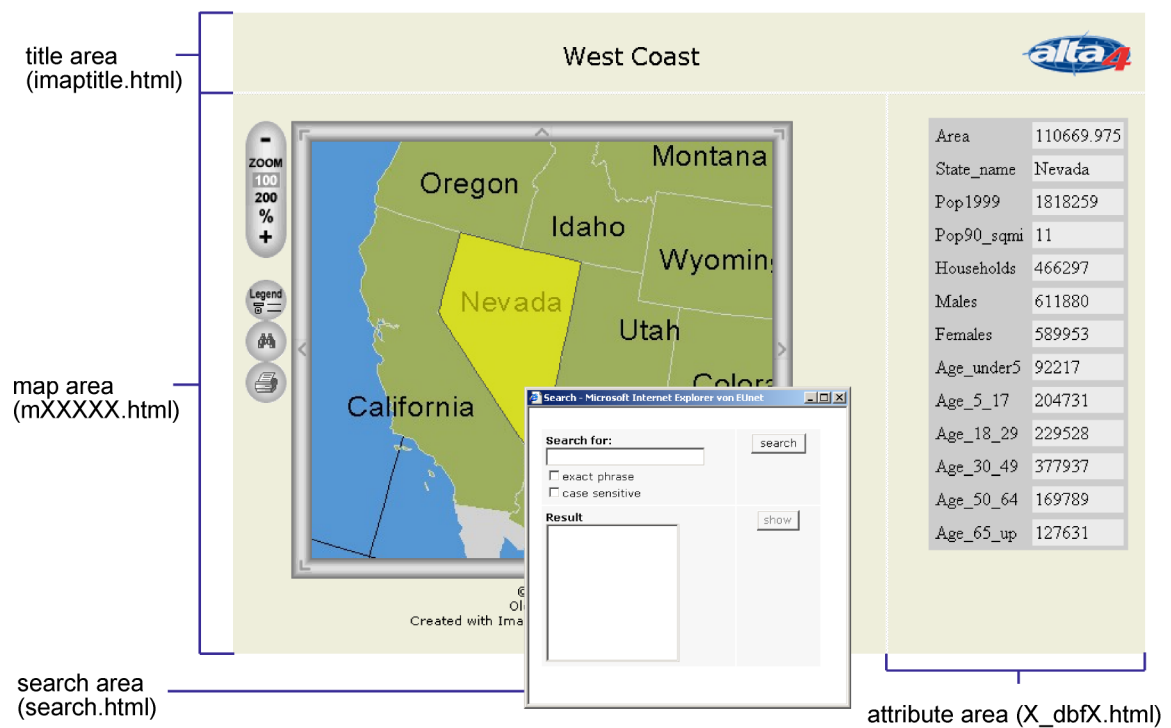 title area
(imaptitle.html)
West Coast
alta4
map area
(mXXXXX.html)
-
ZOOM
100
200
%
+
Legend
Montana
Oregon
Idaho
Nevada
Utah
California
Area 110669.975
State_name Nevada
Pop1999 1818259
Pop90_sqmi 11
Households 466297
Males 611880
Females 589953
Age_under5 92217
Age_5_17 204731
Age_18_29 229528
Age_30_49 377937
Age_50_64 169789
Age_65_up 127631
Search - Microsoft Internet Explorer von EUnet
Search for:
search
exact phrase
case sensitive
Result
show
©
Created with
search area
(search.html)
attribute area (X_dbfX.html)